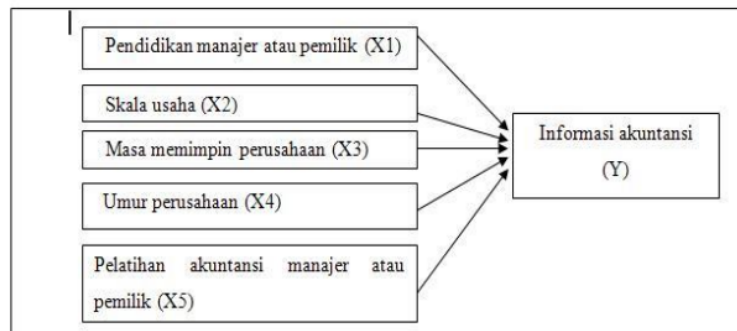 Pendidikan manajer atau pemilik (X1)
Skala usaha (X2)
Masa memimpin perusahaan (X3)
Umur perusahaan (X4)
Pelatihan akuntansi manajer atau
pemilik (X5)
Informasi akuntansi
(Y)